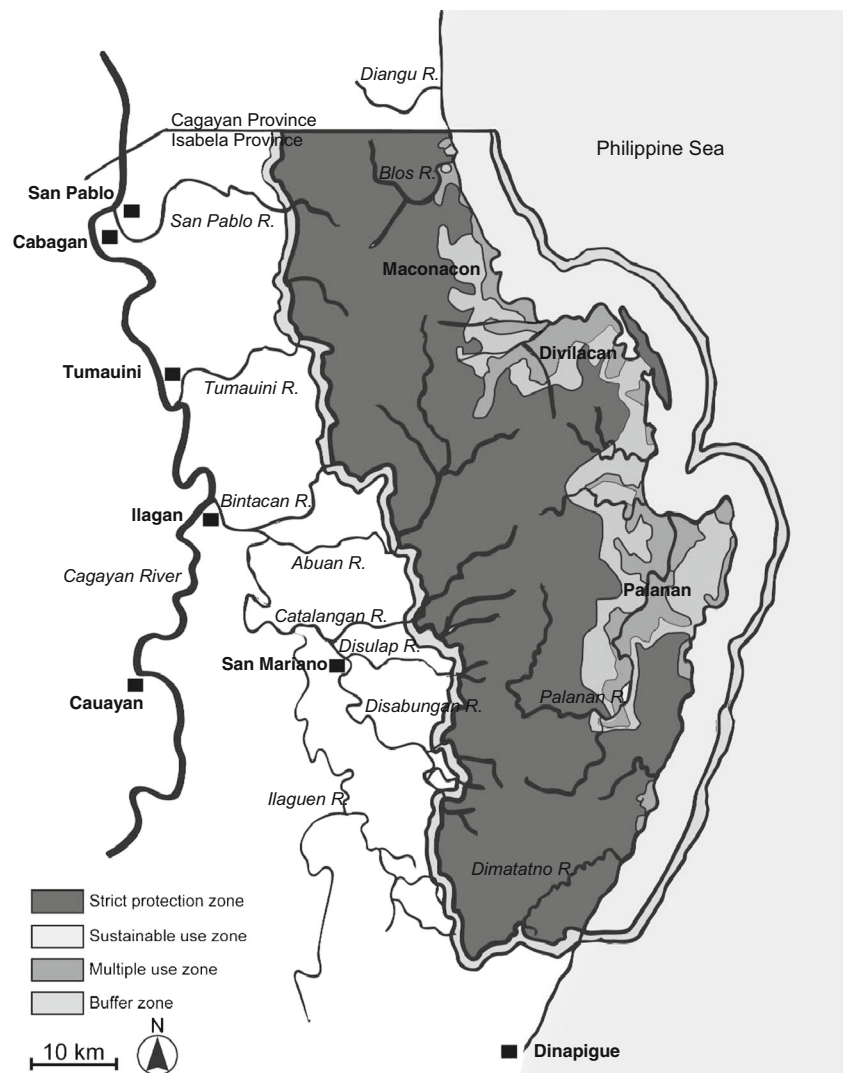 Diangu R.
Cagayan Province
Isabela Province
Philippine Sea
Blos R.
San Pablo
San Pablo R.
Cabagan
Maconacon
Divilacan
Tumauini
Tumauini R.
Bintacan R.
Ilagan
Abuan R.
Cagayan River
Palanan
Catalangan R.
Disulap R.
San Mariano
Cauayan
Disabungan R.
Palanan R.
Ilaguen R.
Dimatatno R.
Strict protection zone
Sustainable use zone
Multiple use zone
Buffer zone
N
10 km
Dinapigue